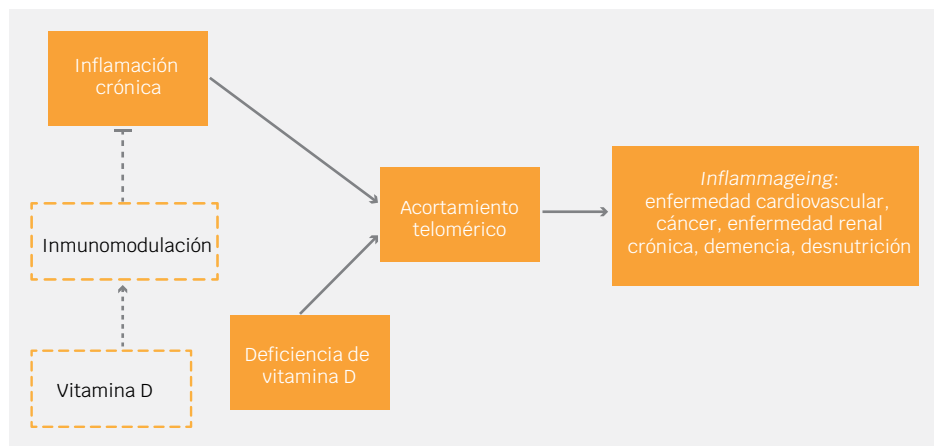 Inflamación
crónica
Inmunomodulación
Vitamina D
Deficiencia de
vitamina D
Acortamiento
telomérico
Inflammageing:
enfermedad cardiovascular,
cáncer, enfermedad renal
crónica, demencia, desnutrición